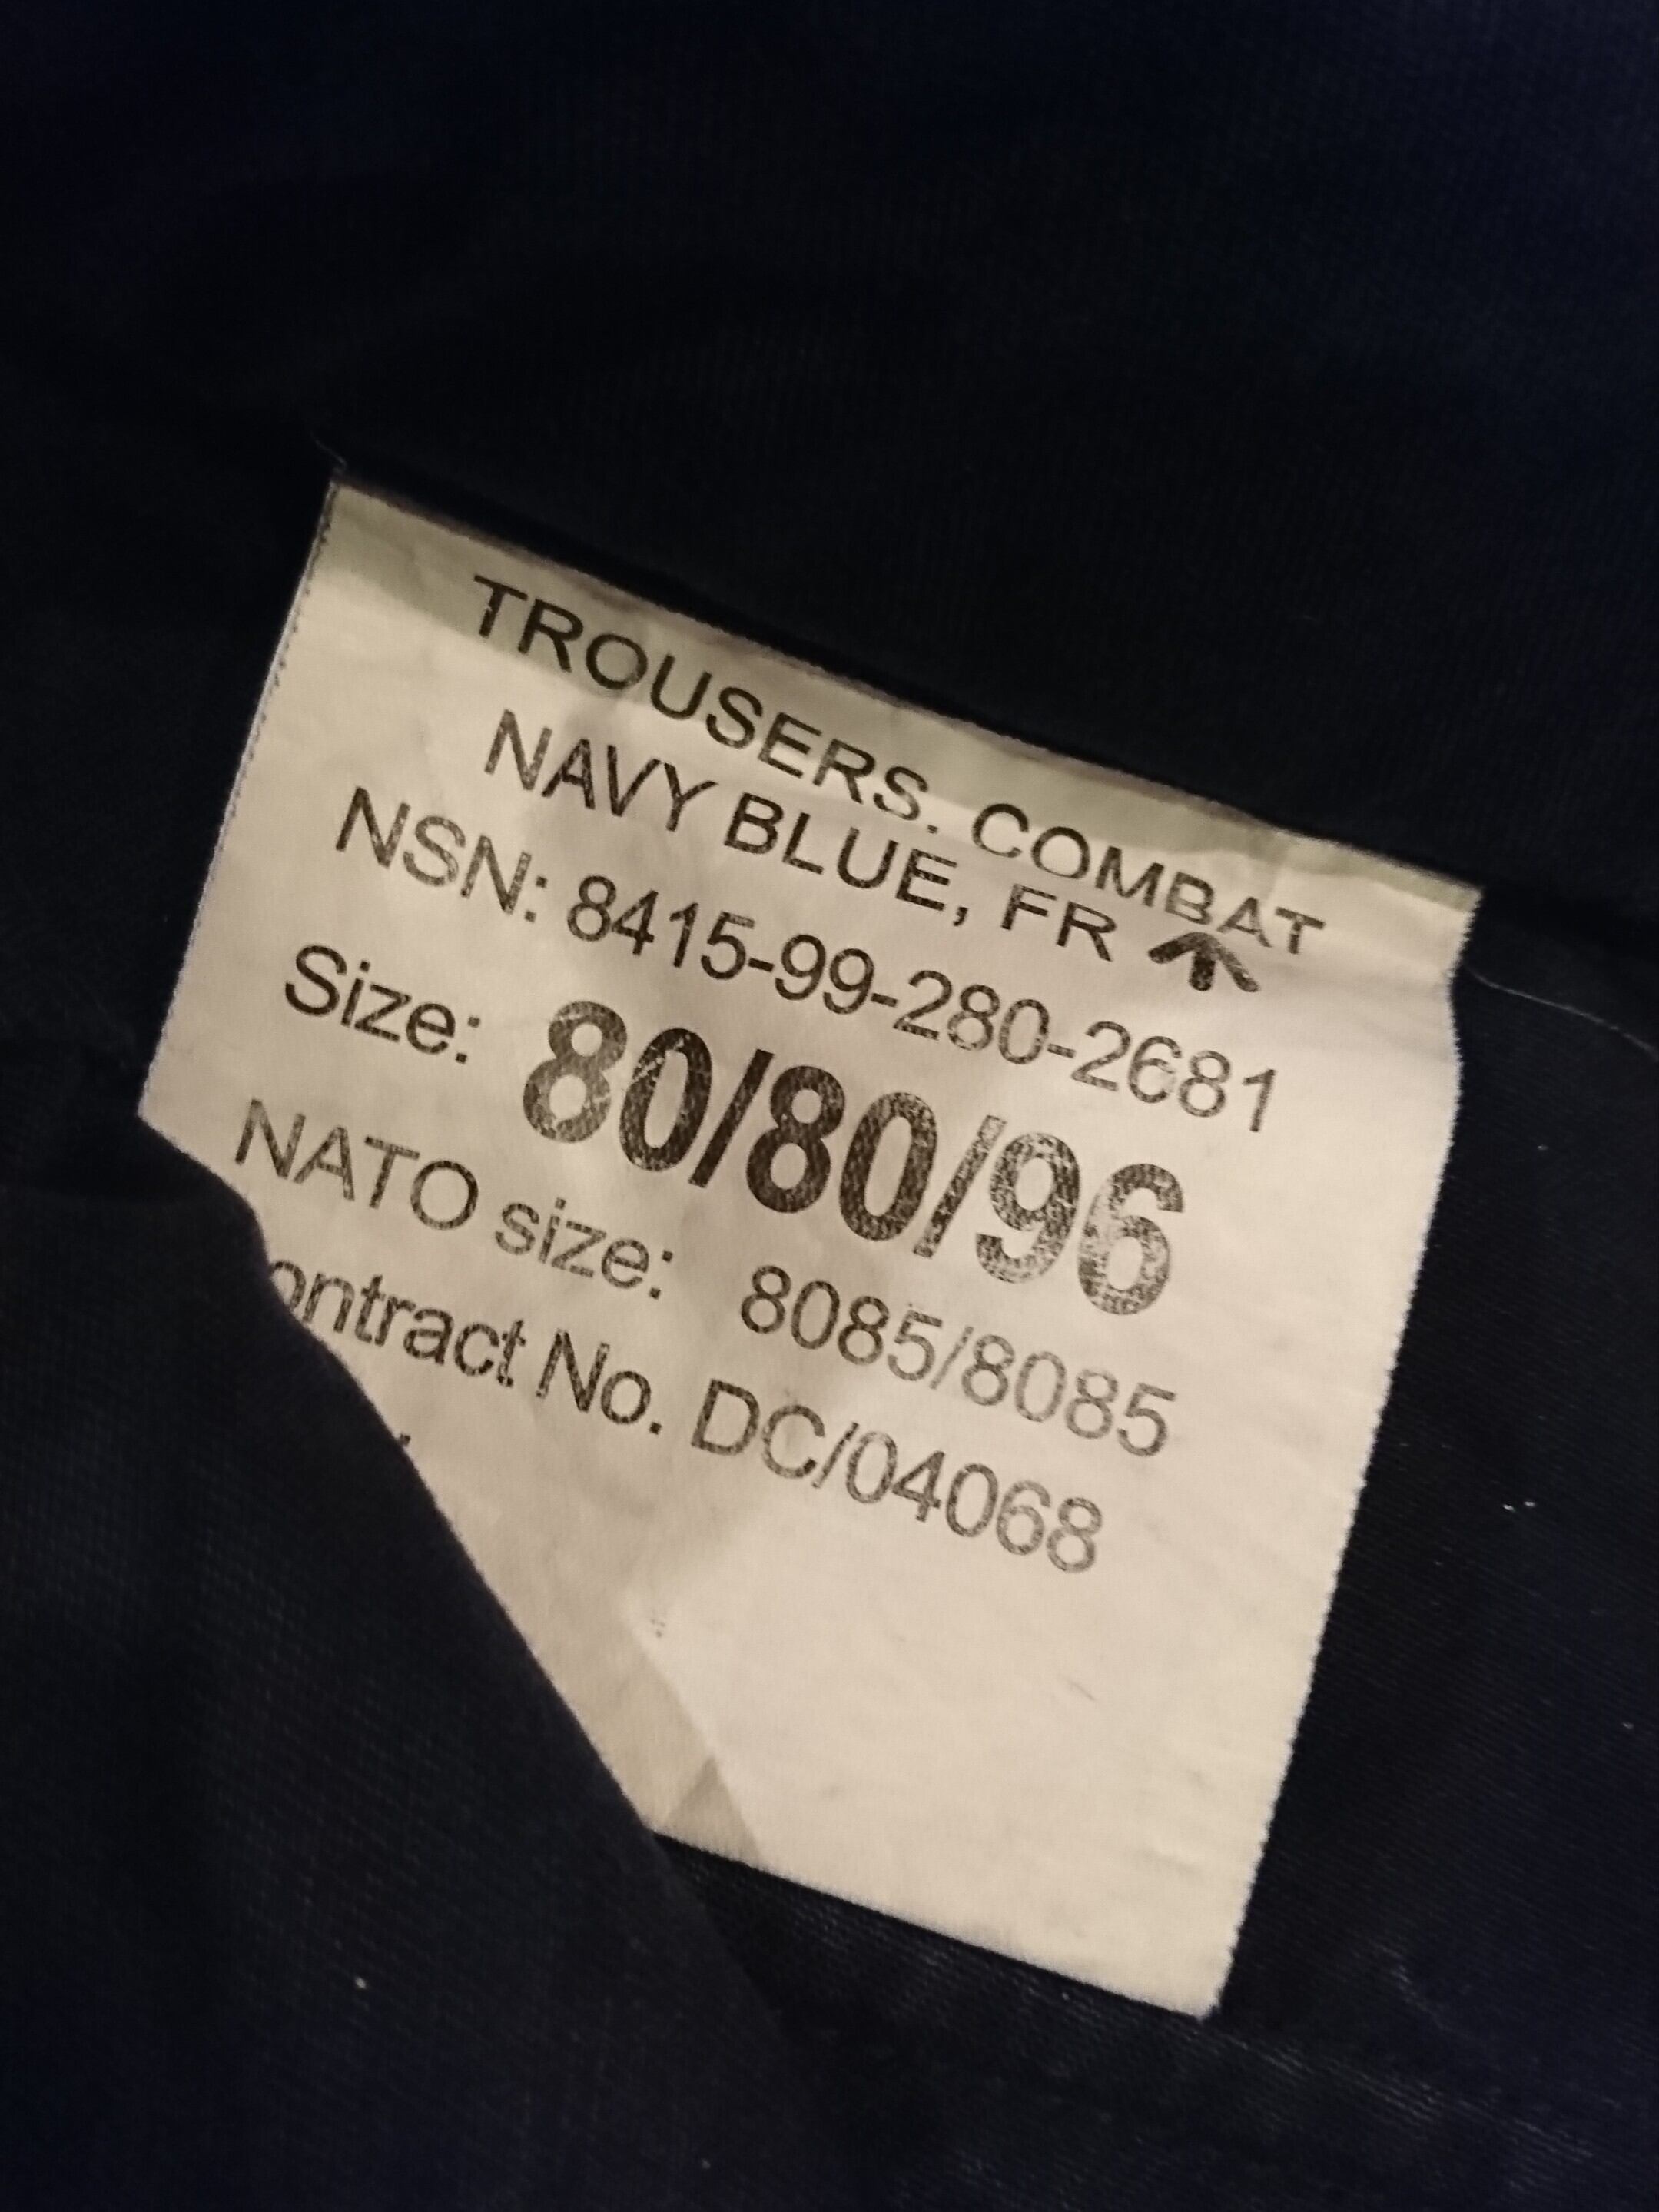 TROUSERS. COMBAT
NAVY BLUE, FR
NSN: 8415-99-280-2681
Size: 80/80/96
NATO size: 8085/8085
ontract No. DC/04068